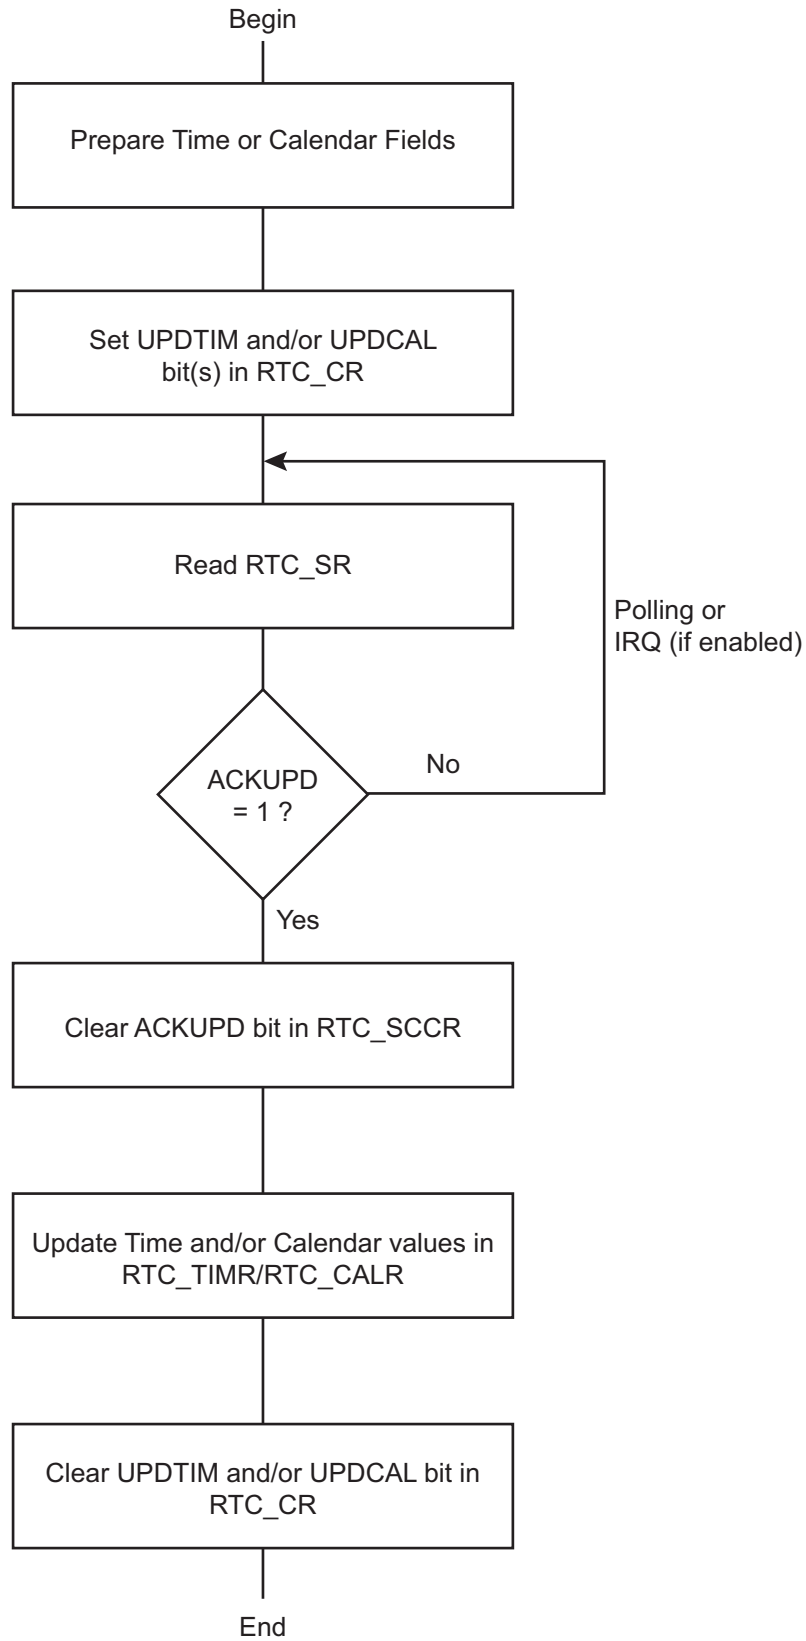 Begin
Prepare Time or Calendar Fields
Set UPDTIM and/or UPDCAL
bit(s) in RTC_CR
Read RTC_SR
Polling or
IRQ (if enabled)
ACKUPD
= 1 ?
No
Yes
Clear ACKUPD bit in RTC_SCCR
Update Time and/or Calendar values in
RTC_TIMR/RTC_CALR
Clear UPDTIM and/or UPDCAL bit in
RTC_CR
End